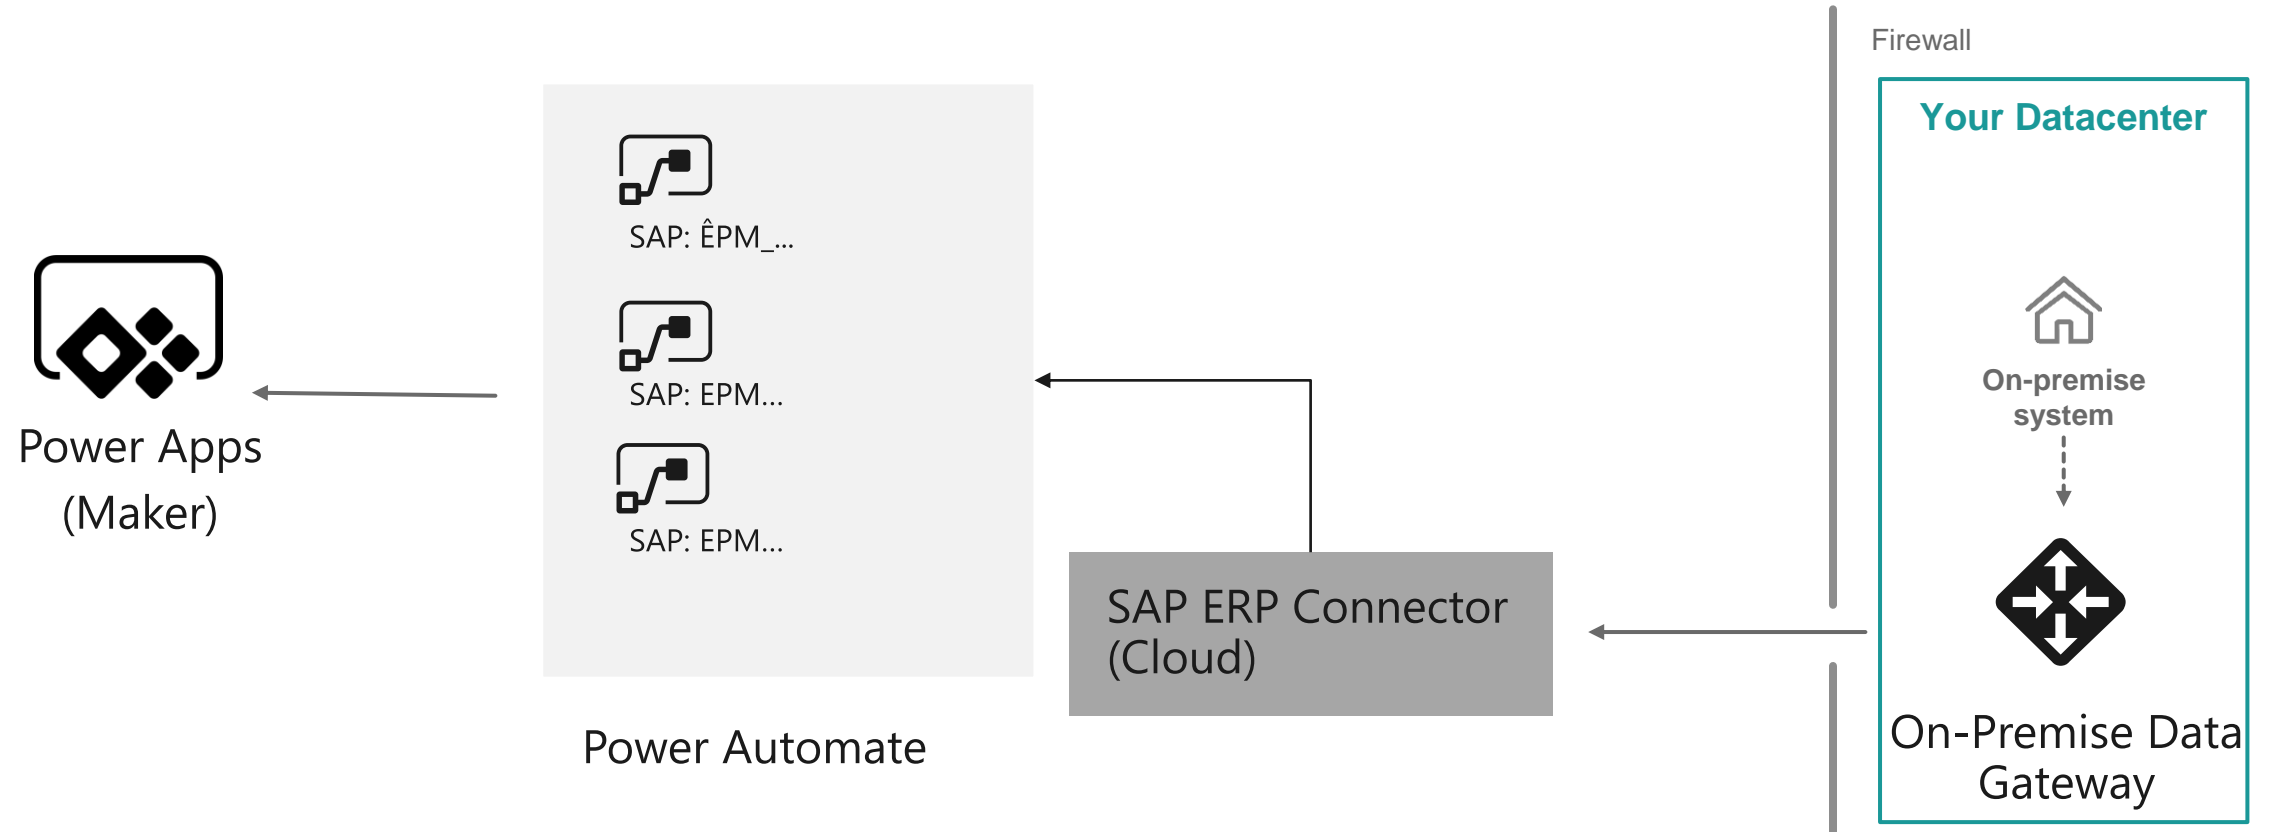 Firewall
Your Datacenter
SAP: ÊPM_...
SAP: EPM...
SAP: EPM...
Power Apps
(Maker)
Power Automate
SAP ERP Connector
(Cloud)
On-premise
system
On-Premise Data
Gateway